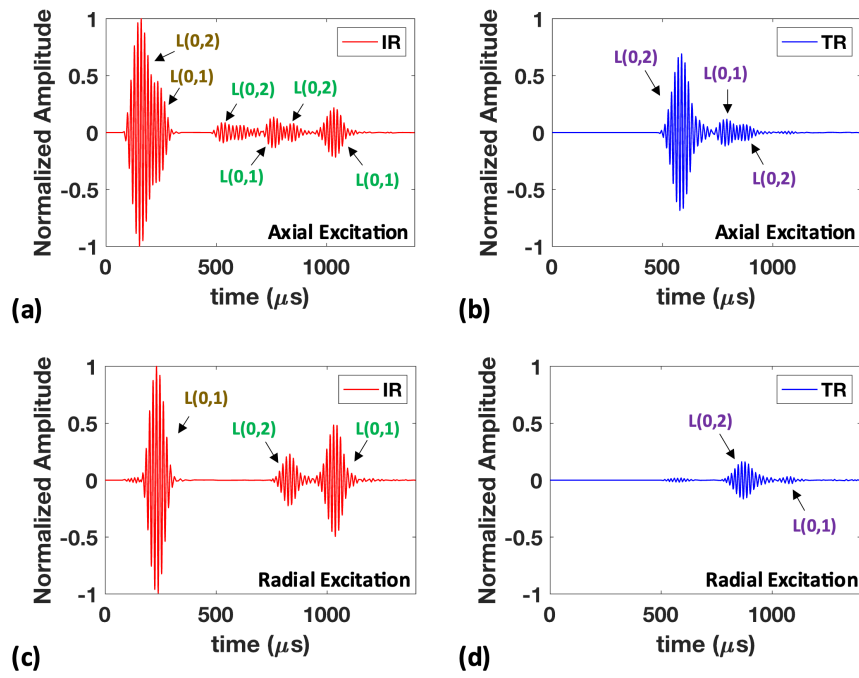 1
0.5
0
-0.5
-1
0 500 1000
Normalized Amplitude
time (μs)
IR
L(0,2)
L(0,1)
L(0,2)
L(0,2)
L(0,1)
L(0,1)
Axial Excitation
(a)
1
0.5
0
-0.5
-1
0 500 1000
Normalized Amplitude
time (μs)
TR
L(0,2)
L(0,1)
L(0,2)
Axial Excitation
(b)
1
0.5
0
-0.5
-1
0 500 1000
Normalized Amplitude
time (μs)
IR
L(0,1)
L(0,2)
L(0,1)
Radial Excitation
(c)
1
0.5
0
-0.5
-1
0 500 1000
Normalized Amplitude
time (μs)
TR
L(0,2)
L(0,1)
Radial Excitation
(d)